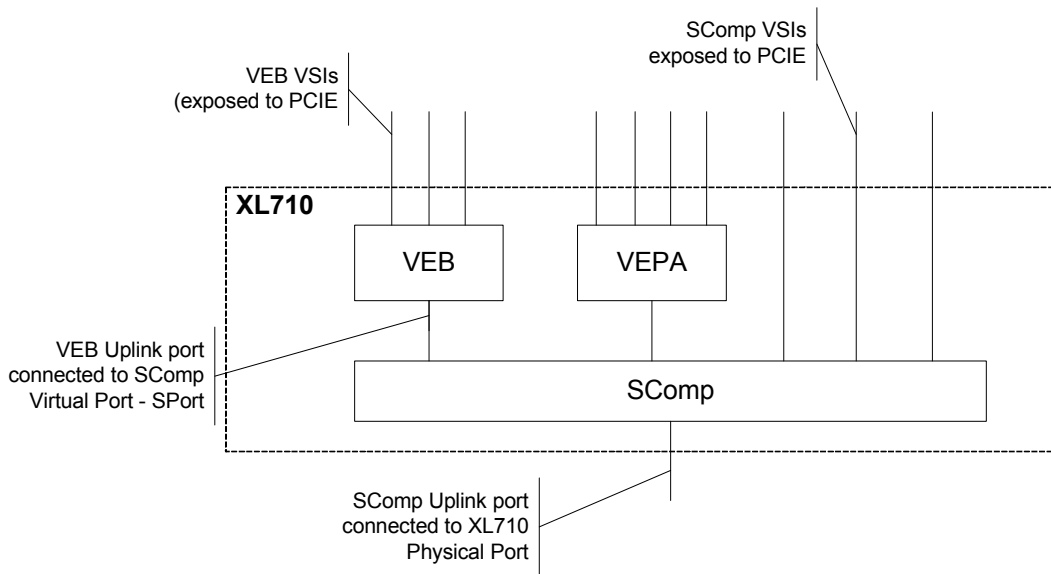 SComp VSIs
exposed to PCIE
VEB VSIs
(exposed to PCIE
XL710
VEB
VEPA
VEB Uplink port
connected to SComp
Virtual Port - SPort
SComp
SComp Uplink port
connected to XL710
Physical Port